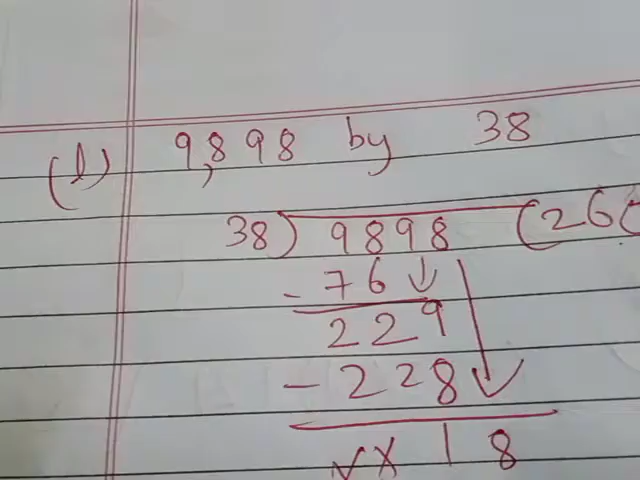 (l) 9,898 by 38
38) 9898 (26
- 76 ↓
229
- 228 ↓
x x 18